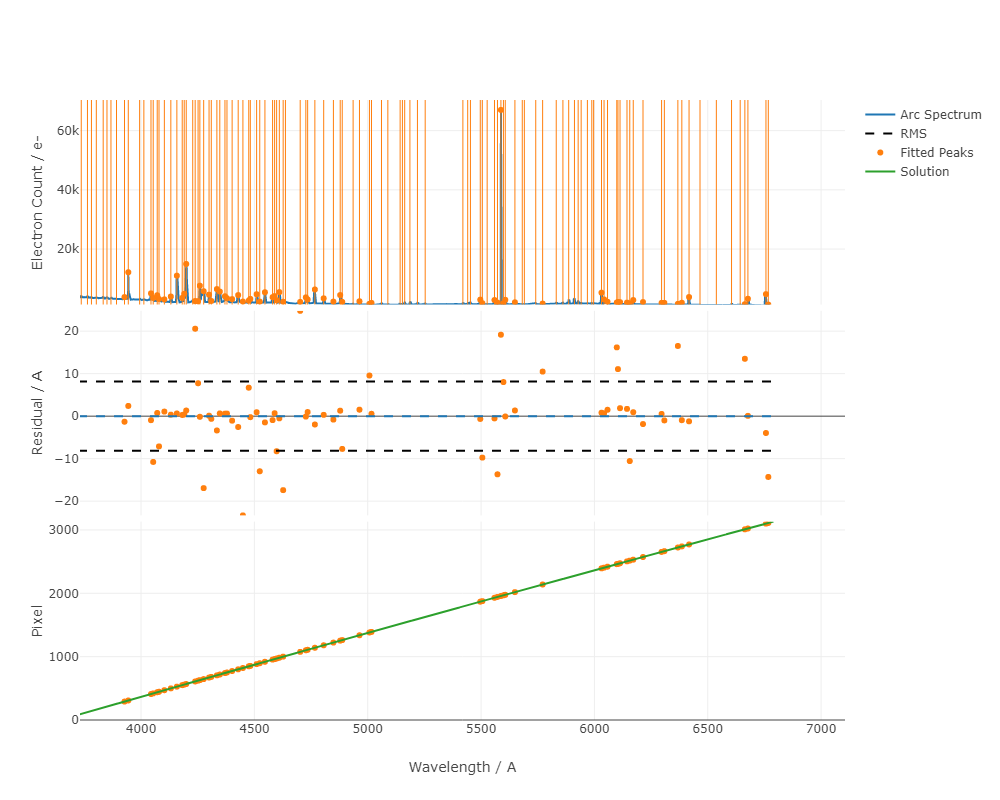 60k
40k
20k
Electron Count / e-
Arc Spectrum
RMS
Fitted Peaks
Solution
20
10
0
−10
−20
Residual / A
3000
2000
1000
0
Pixel
4000 4500 5000 5500 6000 6500 7000
Wavelength / A